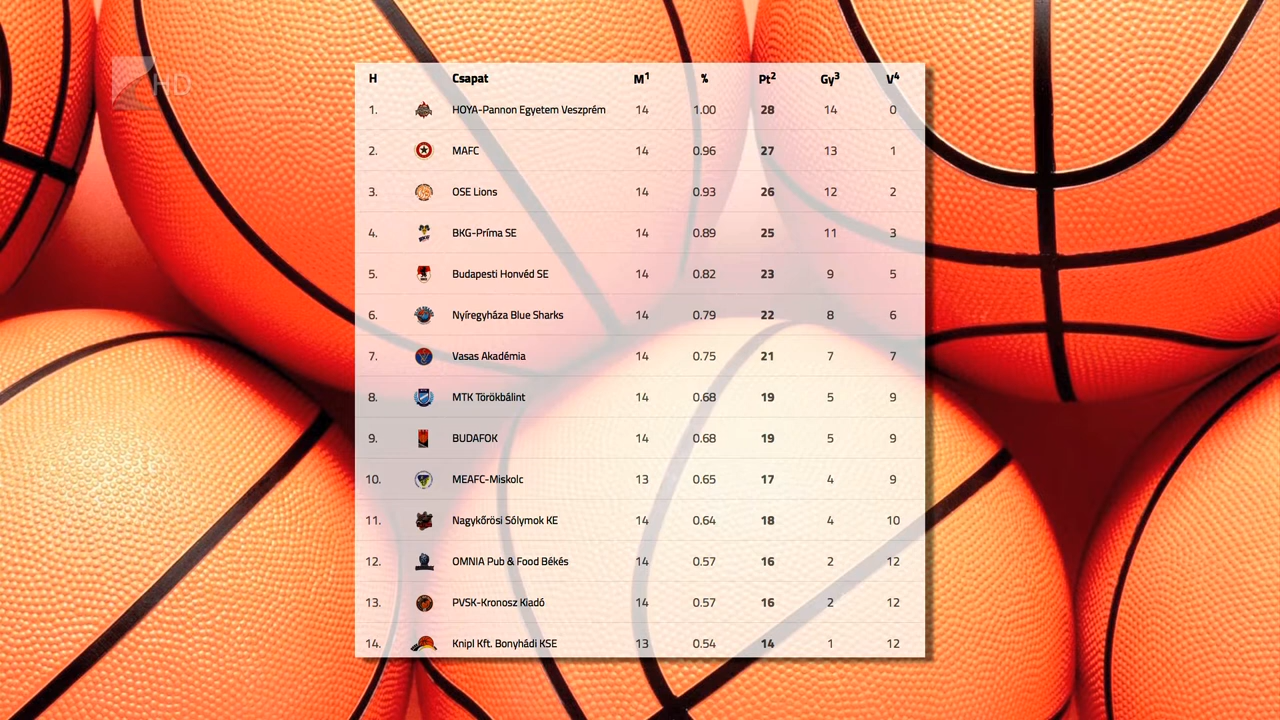 HD
H Csapat M1 % Pt2 Gy3 V4
1. HOYA-Pannon Egyetem Veszprém 14 1.00 28 14 0
2. MAFC 14 0.96 27 13 1
3. OSE Lions 14 0.93 26 12 2
4. BKG-Príma SE 14 0.89 25 11 3
5. Budapesti Honvéd SE 14 0.82 23 9 5
6. Nyíregyháza Blue Sharks 14 0.79 22 8 6
7. Vasas Akadémia 14 0.75 21 7 7
8. MTK Törökbálint 14 0.68 19 5 9
9. BUDAFOK 14 0.68 19 5 9
10. MEAFC-Miskolc 13 0.65 17 4 9
11. Nagykőrösi Sólymok KE 14 0.64 18 4 10
12. OMNIA Pub & Food Békés 14 0.57 16 2 12
13. PVSK-Kronosz Kiadó 14 0.57 16 2 12
14. Knipl Kft. Bonyhádi KSE 13 0.54 14 1 12